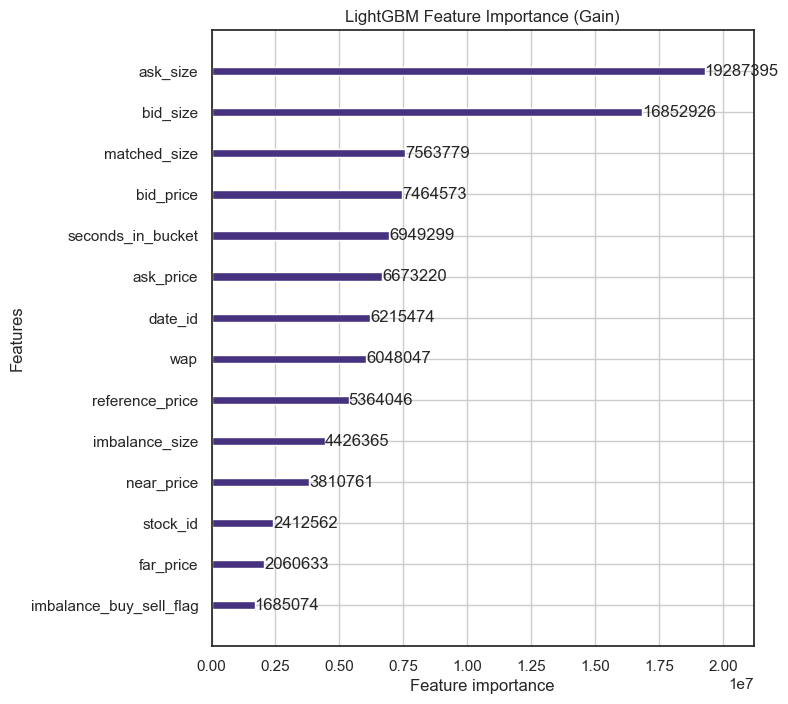 LightGBM Feature Importance (Gain)
Features
ask_size 19287395
bid_size 16852926
matched_size 7563779
bid_price 7464573
seconds_in_bucket 6949299
ask_price 6673220
date_id 6215474
wap 6048047
reference_price 5364046
imbalance_size 4426365
near_price 3810761
stock_id 2412562
far_price 2060633
imbalance_buy_sell_flag 1685074
0.00 0.25 0.50 0.75 1.00 1.25 1.50 1.75 2.00
1e7
Feature importance